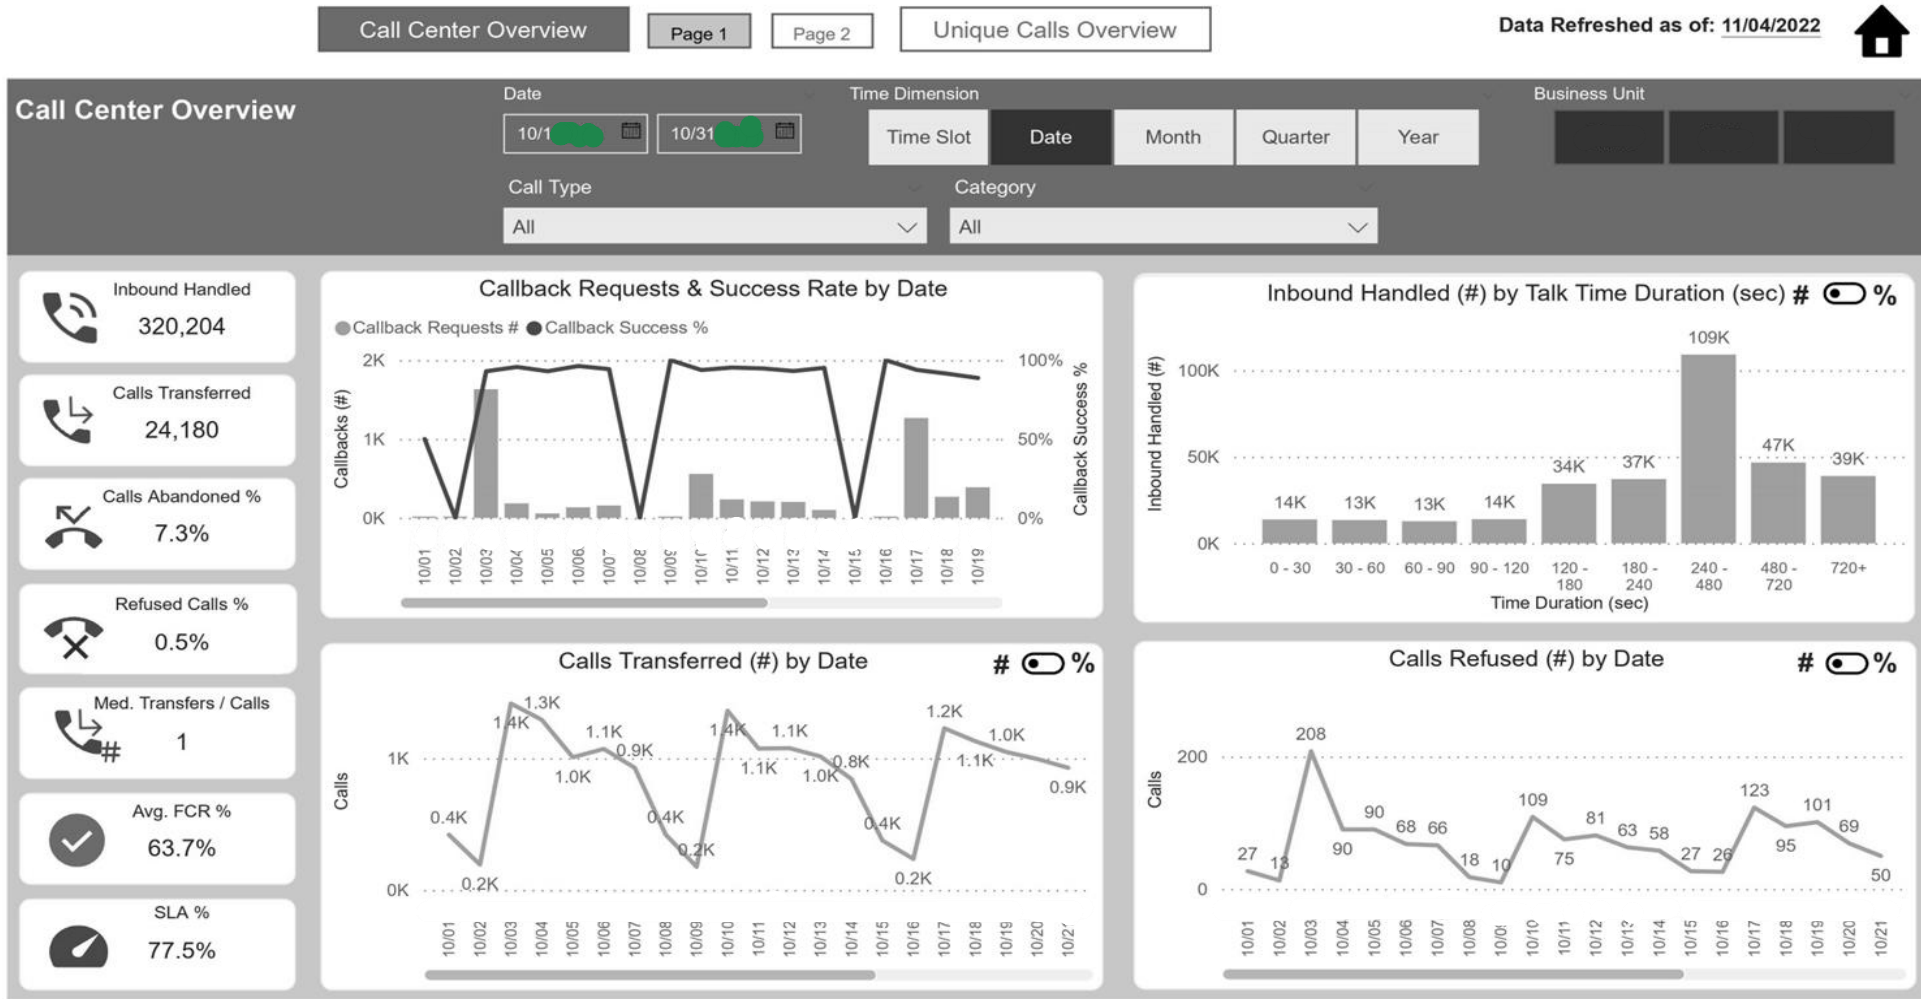 Call Center Overview
Page 1
Page 2
Unique Calls Overview
Data Refreshed as of: 11/04/2022
Call Center Overview
Date
10/1
10/31
Time Dimension
Time Slot
Date
Month
Quarter
Year
Business Unit
Call Type
All
Category
All
Inbound Handled
320,204
Calls Transferred
24,180
Calls Abandoned %
7.3%
Refused Calls %
0.5%
Med. Transfers / Calls
#
1
Avg. FCR %
63.7%
SLA %
77.5%
Callback Requests & Success Rate by Date
Callback Requests # Callback Success %
Callbacks (#)
2K
1K
0K
100%
50%
0%
Callback Success %
10/01 10/02 10/03 10/04 10/05 10/06 10/07 10/08 10/09 10/10 10/11 10/12 10/13 10/14 10/15 10/16 10/17 10/18 10/19
Inbound Handled (#) by Talk Time Duration (sec) # %
Inbound Handled (#)
100K
50K
0K
14K 13K 13K 14K 34K 37K 109K 47K 39K
0 - 30 30 - 60 60 - 90 90 - 120 120 - 180 180 - 240 240 - 480 480 - 720 720+
Time Duration (sec)
Calls Transferred (#) by Date # %
Calls
1K
0K
0.4K 0.2K 1.4K 1.3K 1.0K 1.1K 0.9K 0.4K 0.2K 1.4K 1.1K 1.1K 1.0K 0.8K 0.4K 0.2K 1.2K 1.1K 1.0K 0.9K
10/01 10/02 10/03 10/04 10/05 10/06 10/07 10/08 10/09 10/10 10/11 10/12 10/13 10/14 10/15 10/16 10/17 10/18 10/19 10/20
Calls Refused (#) by Date # %
Calls
200
0
27 13 208 90 90 68 66 18 10 109 75 81 63 58 27 26 123 95 101 69 50
10/01 10/02 10/03 10/04 10/05 10/06 10/07 10/08 10/09 10/10 10/11 10/12 10/13 10/14 10/15 10/16 10/17 10/18 10/19 10/20 10/21